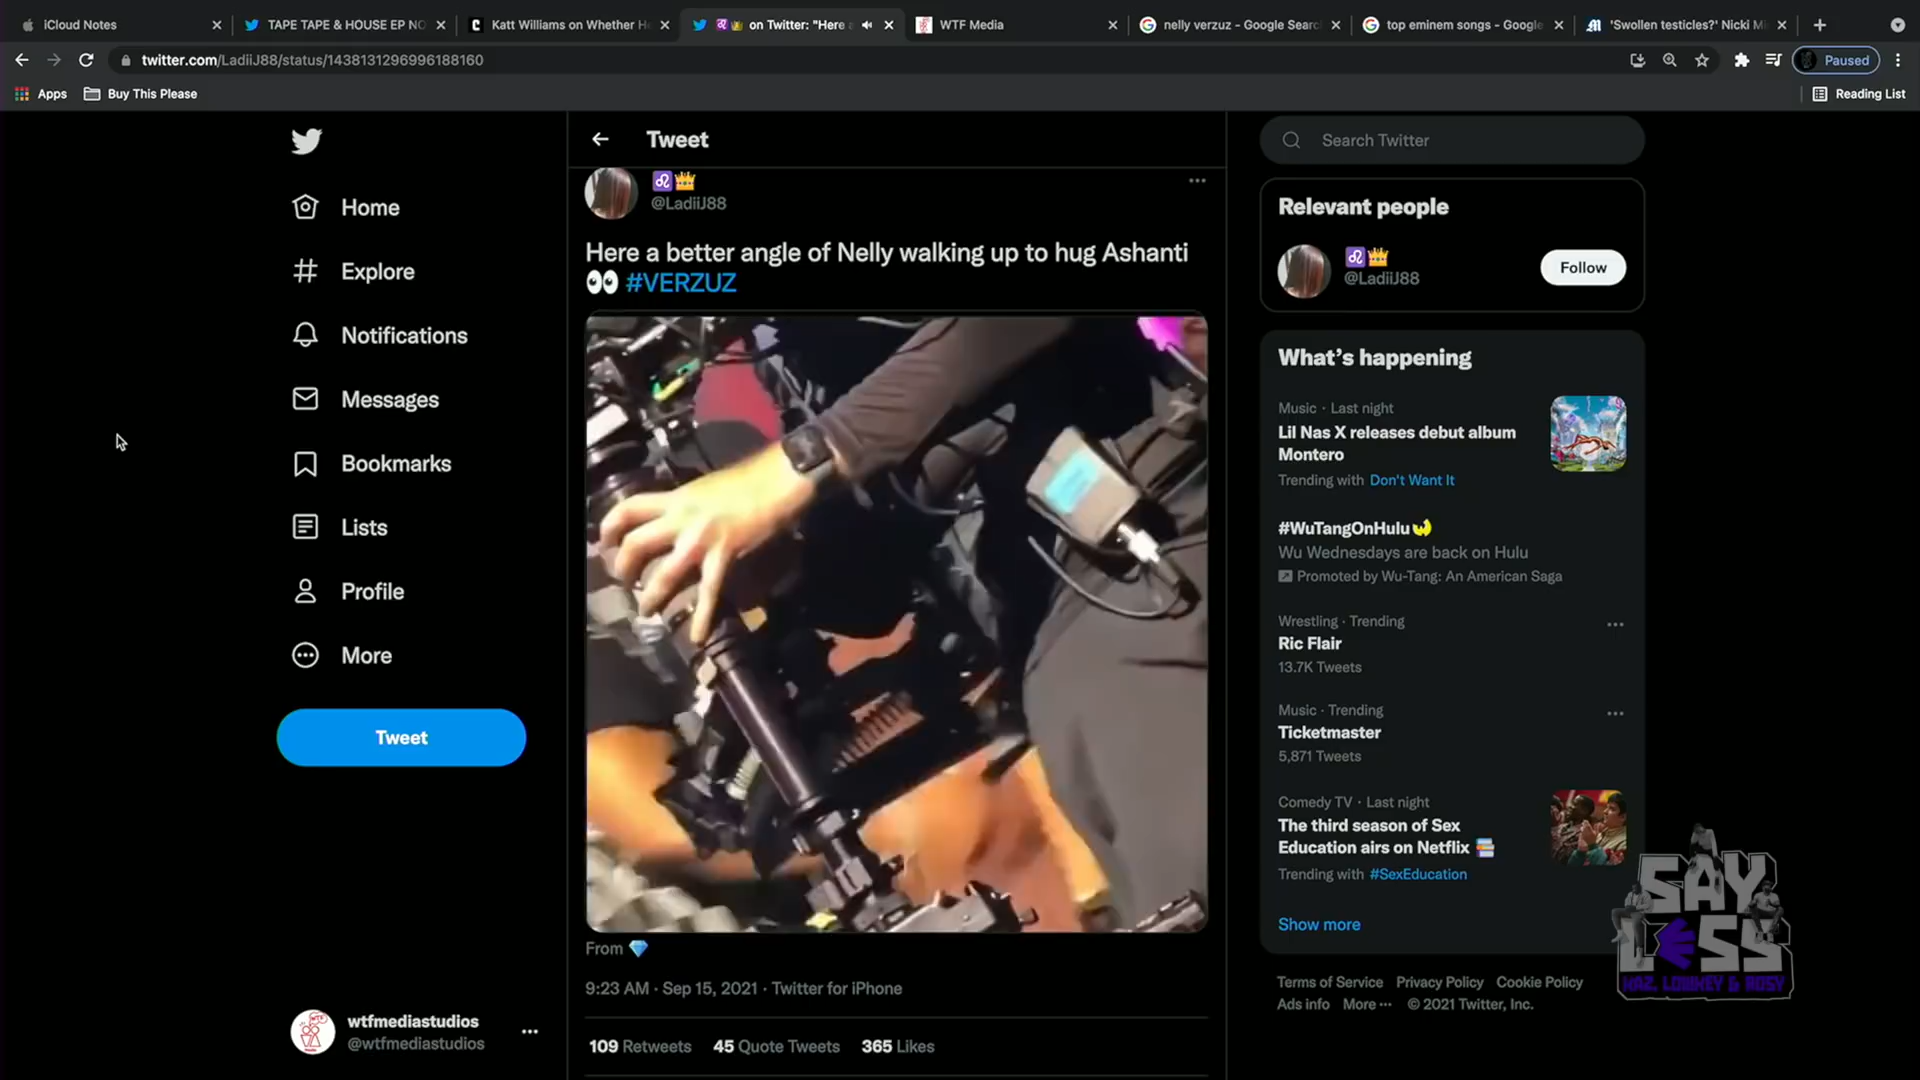 iCloud Notes
TAPE TAPE & HOUSE EP NO
Katt Williams on Whether He
on Twitter: "Here a
WTF Media
nelly verzuz - Google Search
top eminem songs - Google
'Swollen testicles?' Nicki Mi
twitter.com/LadiiJ88/status/1438131296996188160
Paused
Apps
Buy This Please
Reading List
Tweet
Search Twitter
Home
Explore
Notifications
Messages
Bookmarks
Lists
Profile
More
Tweet
wtfmediastudios
@wtfmediastudios
@LadiiJ88
Here a better angle of Nelly walking up to hug Ashanti
👀 #VERZUZ
From 💎
9:23 AM · Sep 15, 2021 · Twitter for iPhone
109 Retweets 45 Quote Tweets 365 Likes
Relevant people
@LadiiJ88
Follow
What's happening
Music · Last night
Lil Nas X releases debut album
Montero
Trending with Don't Want It
#WuTangOnHulu
Wu Wednesdays are back on Hulu
Promoted by Wu-Tang: An American Saga
Wrestling · Trending
Ric Flair
13.7K Tweets
Music · Trending
Ticketmaster
5,871 Tweets
Comedy TV · Last night
The third season of Sex
Education airs on Netflix 📚
Trending with #SexEducation
Show more
Terms of Service Privacy Policy Cookie Policy
Ads info More ··· © 2021 Twitter, Inc.
SAY
LESS
KAZ, LOWKEY & ROSY